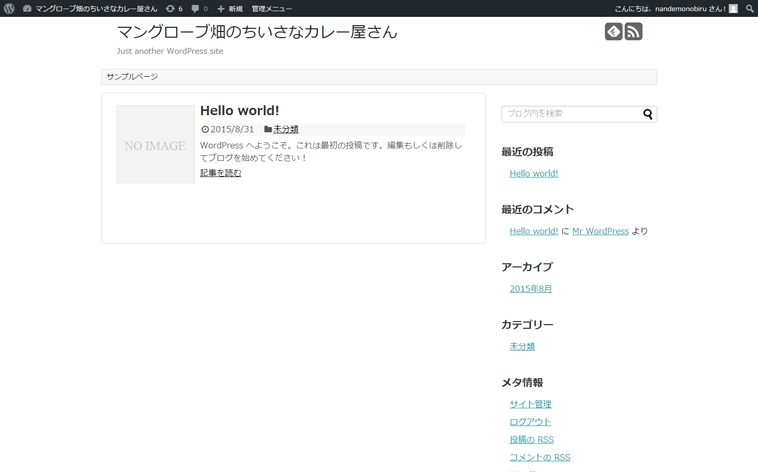 マングローブ畑のちいさなカレー屋さん 6 0 新規 管理メニュー こんにちは、nandemonobiru さん!
マングローブ畑のちいさなカレー屋さん
Just another WordPress site
サンプルページ
NO IMAGE
Hello world!
2015/8/31 未分類
WordPress へようこそ。これは最初の投稿です。編集もしくは削除し
てブログを始めてください !
記事を読む
ブログ内を検索
最近の投稿
Hello world!
最近のコメント
Hello world! に Mr WordPress より
アーカイブ
2015年8月
カテゴリー
未分類
メタ情報
サイト管理
ログアウト
投稿の RSS
コメントの RSS